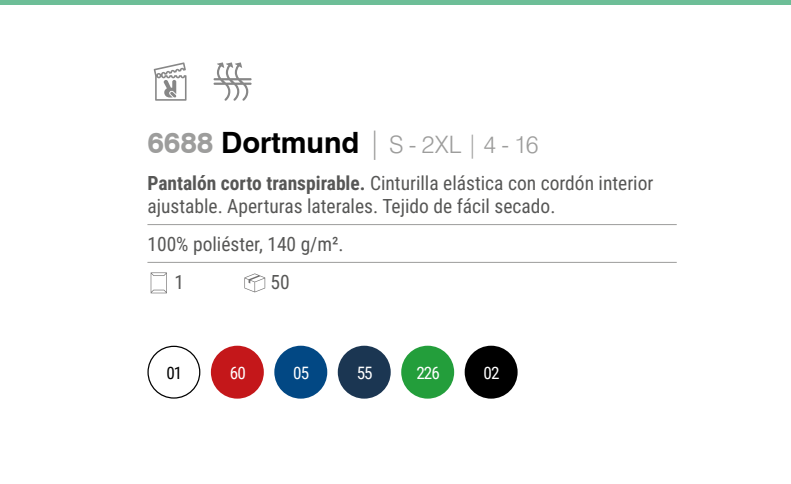 6688 Dortmund | S - 2XL | 4 - 16
Pantalón corto transpirable. Cinturilla elástica con cordón interior
ajustable. Aperturas laterales. Tejido de fácil secado.
100% poliéster, 140 g/m².
1 50
01 60 05 55 226 02